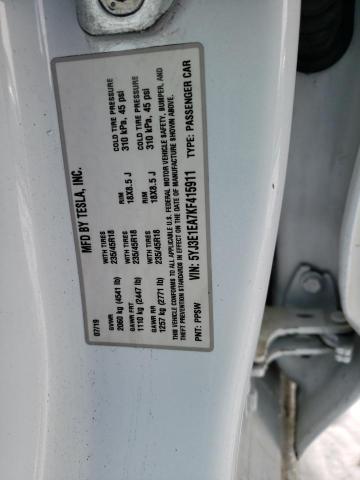 MFD BY TESLA, INC.
07/19
GVWR
2060 kg (4541 lb)
WITH TIRES
235/45R18
RIM
18X8.5 J
COLD TIRE PRESSURE
310 kPa, 45 psi
GAWR FRT
1110 kg (2447 lb)
WITH TIRES
235/45R18
RIM
18X8.5 J
COLD TIRE PRESSURE
310 kPa, 45 psi
GAWR RR
1257 kg (2771 lb)
WITH TIRES
235/45R18
RIM
18X8.5 J
COLD TIRE PRESSURE
310 kPa, 45 psi
THIS VEHICLE CONFORMS TO ALL APPLICABLE U.S. FEDERAL MOTOR VEHICLE SAFETY, BUMPER, AND
THEFT PREVENTION STANDARDS IN EFFECT ON THE DATE OF MANUFACTURE SHOWN ABOVE.
VIN: 5YJ3E1EA7KF415911
TYPE: PASSENGER CAR
PNT: PPSW